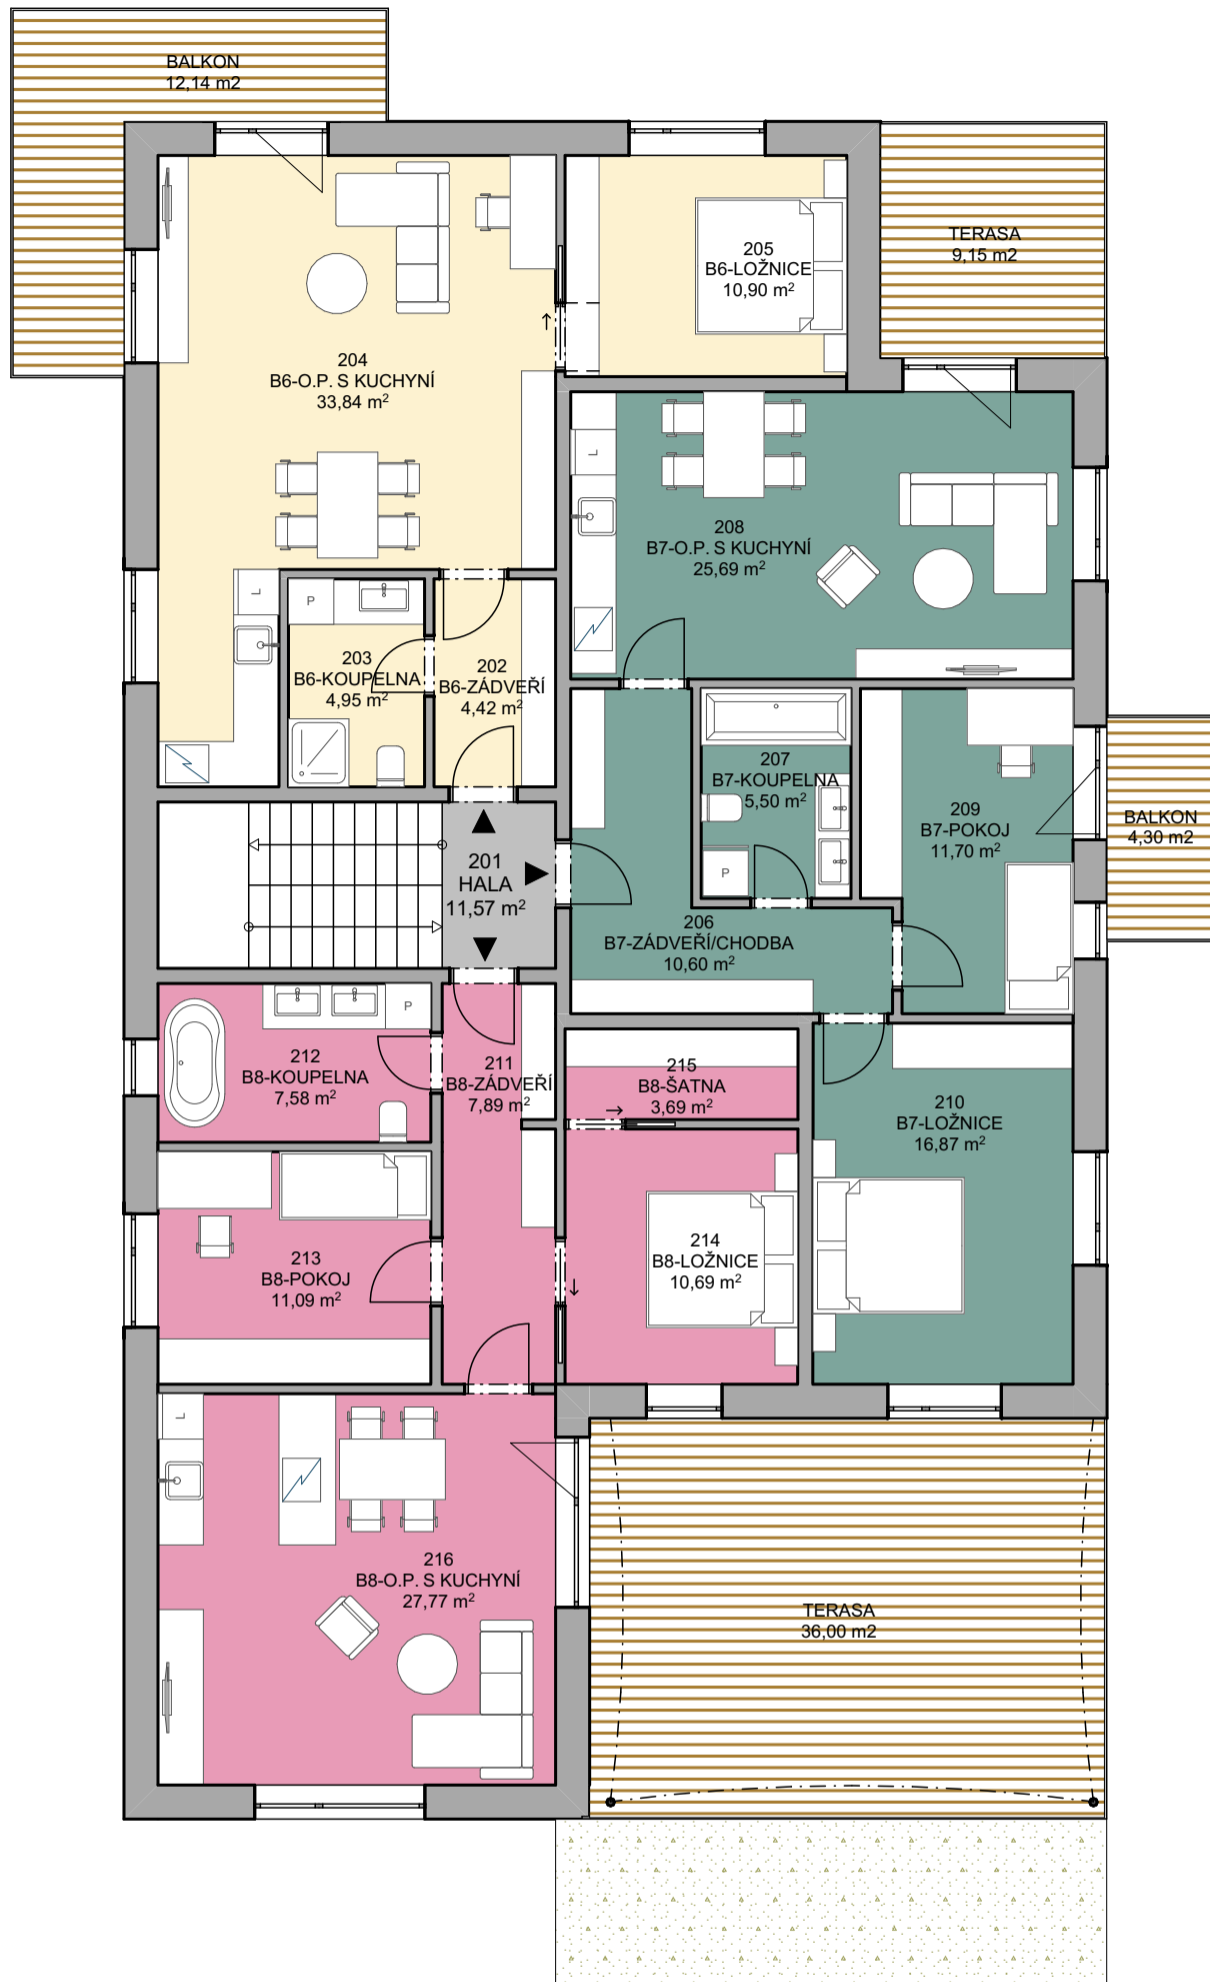 BALKON
12,14 m2
TERASA
9,15 m2
205
B6-LOŽNICE
10,90 m²
204
B6-O.P. S KUCHYNÍ
33,84 m²
L
208
B7-O.P. S KUCHYNÍ
25,69 m²
L
P
203
B6-KOUPELNA
4,95 m²
202
B6-ZÁDVEŘÍ
4,42 m²
207
B7-KOUPELNA
5,50 m²
P
209
B7-POKOJ
11,70 m²
BALKON
4,30 m2
201
HALA
11,57 m²
206
B7-ZÁDVEŘÍ/CHODBA
10,60 m²
P
212
B8-KOUPELNA
7,58 m²
211
B8-ZÁDVEŘÍ
7,89 m²
215
B8-ŠATNA
3,69 m²
210
B7-LOŽNICE
16,87 m²
213
B8-POKOJ
11,09 m²
214
B8-LOŽNICE
10,69 m²
L
216
B8-O.P. S KUCHYNÍ
27,77 m²
TERASA
36,00 m2